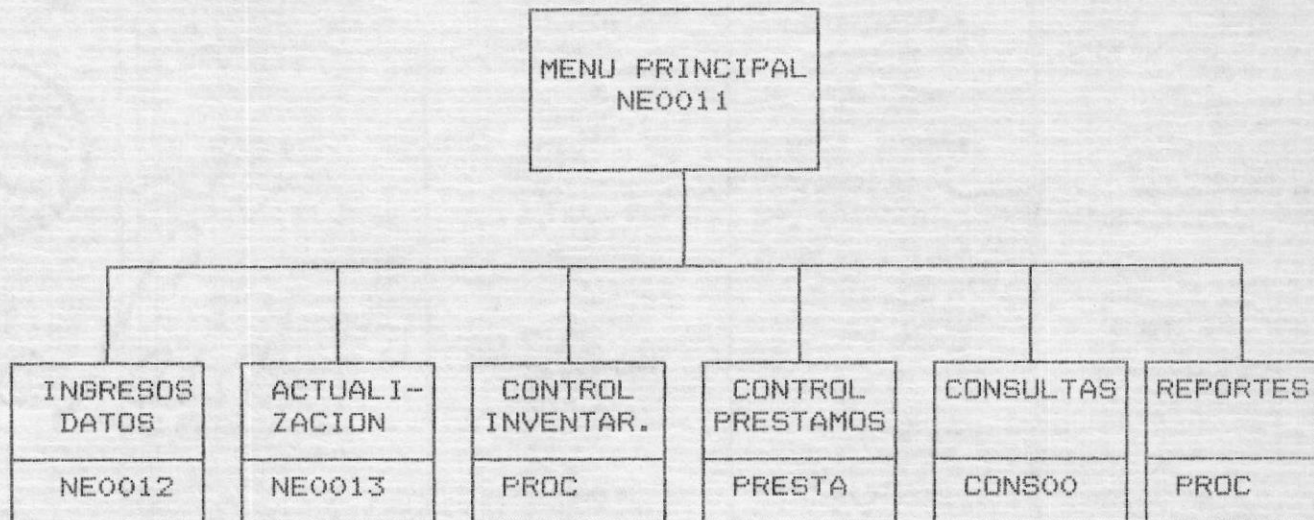 MENU PRINCIPAL
NE0011
INGRESOS
DATOS
NE0012
ACTUALI-
ZACION
NE0013
CONTROL
INVENTAR.
PROC
CONTROL
PRESTAMOS
PRESTA
CONSULTAS
CONS00
REPORTES
PROC